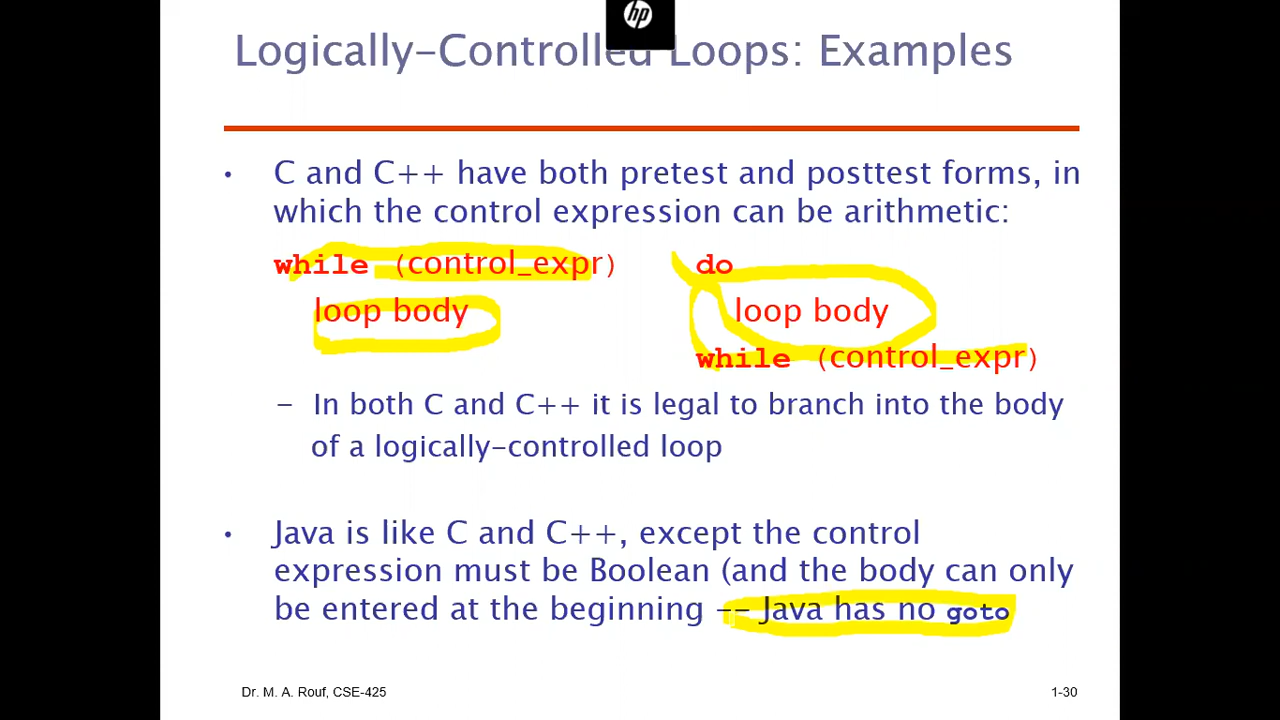 hp
Logically-Controlled Loops: Examples
• C and C++ have both pretest and posttest forms, in
which the control expression can be arithmetic:
while (control_expr) do
loop body loop body
while (control_expr)
– In both C and C++ it is legal to branch into the body
of a logically-controlled loop
• Java is like C and C++, except the control
expression must be Boolean (and the body can only
be entered at the beginning -- Java has no goto
Dr. M. A. Rouf, CSE-425 1-30